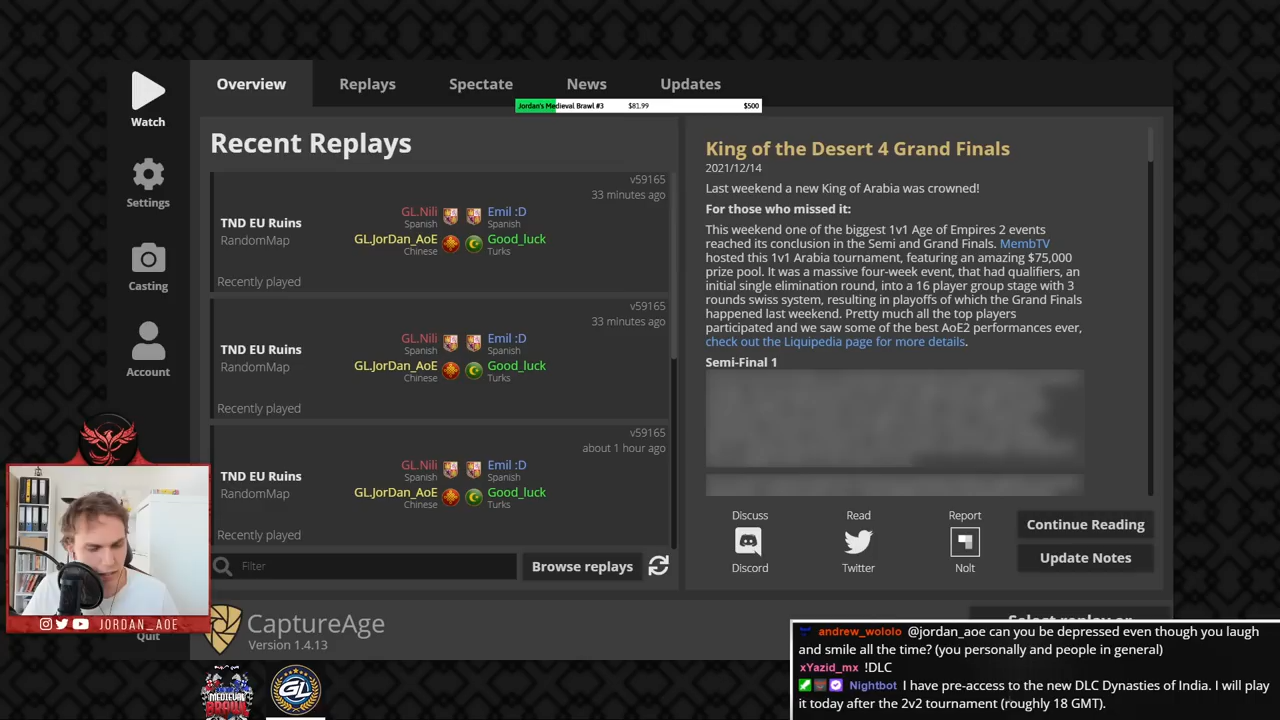 Watch
Settings
Casting
Account
Quit
Overview
Replays
Spectate
News
Updates
Jordan's Medieval Brawl #3 $81.99 $500
Recent Replays
v59165
33 minutes ago
TND EU Ruins
RandomMap
GL.Nili Emil :D
Spanish Spanish
GL.JorDan_AoE Good_luck
Chinese Turks
Recently played
v59165
33 minutes ago
TND EU Ruins
RandomMap
GL.Nili Emil :D
Spanish Spanish
GL.JorDan_AoE Good_luck
Chinese Turks
Recently played
v59165
about 1 hour ago
TND EU Ruins
RandomMap
GL.Nili Emil :D
Spanish Spanish
GL.JorDan_AoE Good_luck
Chinese Turks
Recently played
Filter
Browse replays
King of the Desert 4 Grand Finals
2021/12/14
Last weekend a new King of Arabia was crowned!
For those who missed it:
This weekend one of the biggest 1v1 Age of Empires 2 events
reached its conclusion in the Semi and Grand Finals. MembTV
hosted this 1v1 Arabia tournament, featuring an amazing $75,000
prize pool. It was a massive four-week event, that had qualifiers, an
initial single elimination round, into a 16 player group stage with 3
rounds swiss system, resulting in playoffs of which the Grand Finals
happened last weekend. Pretty much all the top players
participated and we saw some of the best AoE2 performances ever,
check out the Liquipedia page for more details.
Semi-Final 1
Discuss
Discord
Read
Twitter
Report
Nolt
Continue Reading
Update Notes
Select replay or
JORDAN_AOE
CaptureAge
Version 1.4.13
MEDIEVAL
BRAWL
GL
andrew_wololo @jordan_aoe can you be depressed even though you laugh
and smile all the time? (you personally and people in general)
xYazid_mx !DLC
Nightbot I have pre-access to the new DLC Dynasties of India. I will play
it today after the 2v2 tournament (roughly 18 GMT).